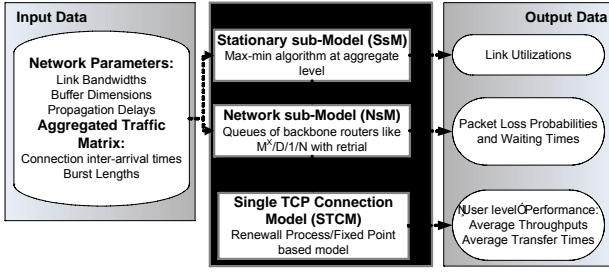 Input Data
Network Parameters:
Link Bandwidths
Buffer Dimensions
Propagation Delays
Aggregated Traffic
Matrix:
Connection inter-arrival times
Burst Lengths
Stationary sub-Model (SsM)
Max-min algorithm at aggregate
level
Network sub-Model (NsM)
Queues of backbone routers like
M^X/D/1/N with retrial
Single TCP Connection
Model (STCM)
Renewall Process/Fixed Point
based model
Output Data
Link Utilizations
Packet Loss Probabilities
and Waiting Times
User levelÓPerformance:
Average Throughputs
Average Transfer Times